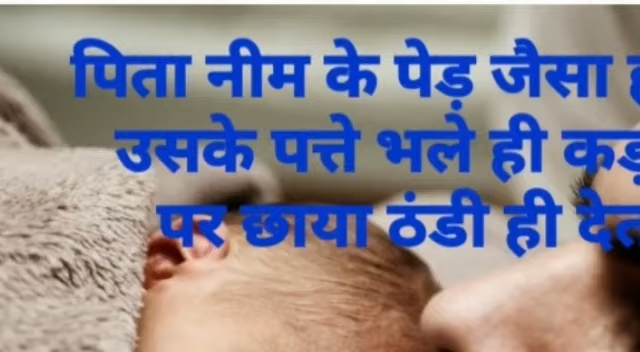 पिता नीम के पेड़ जैसा
उसके पत्ते भले ही
पर छाया ठंडी ही